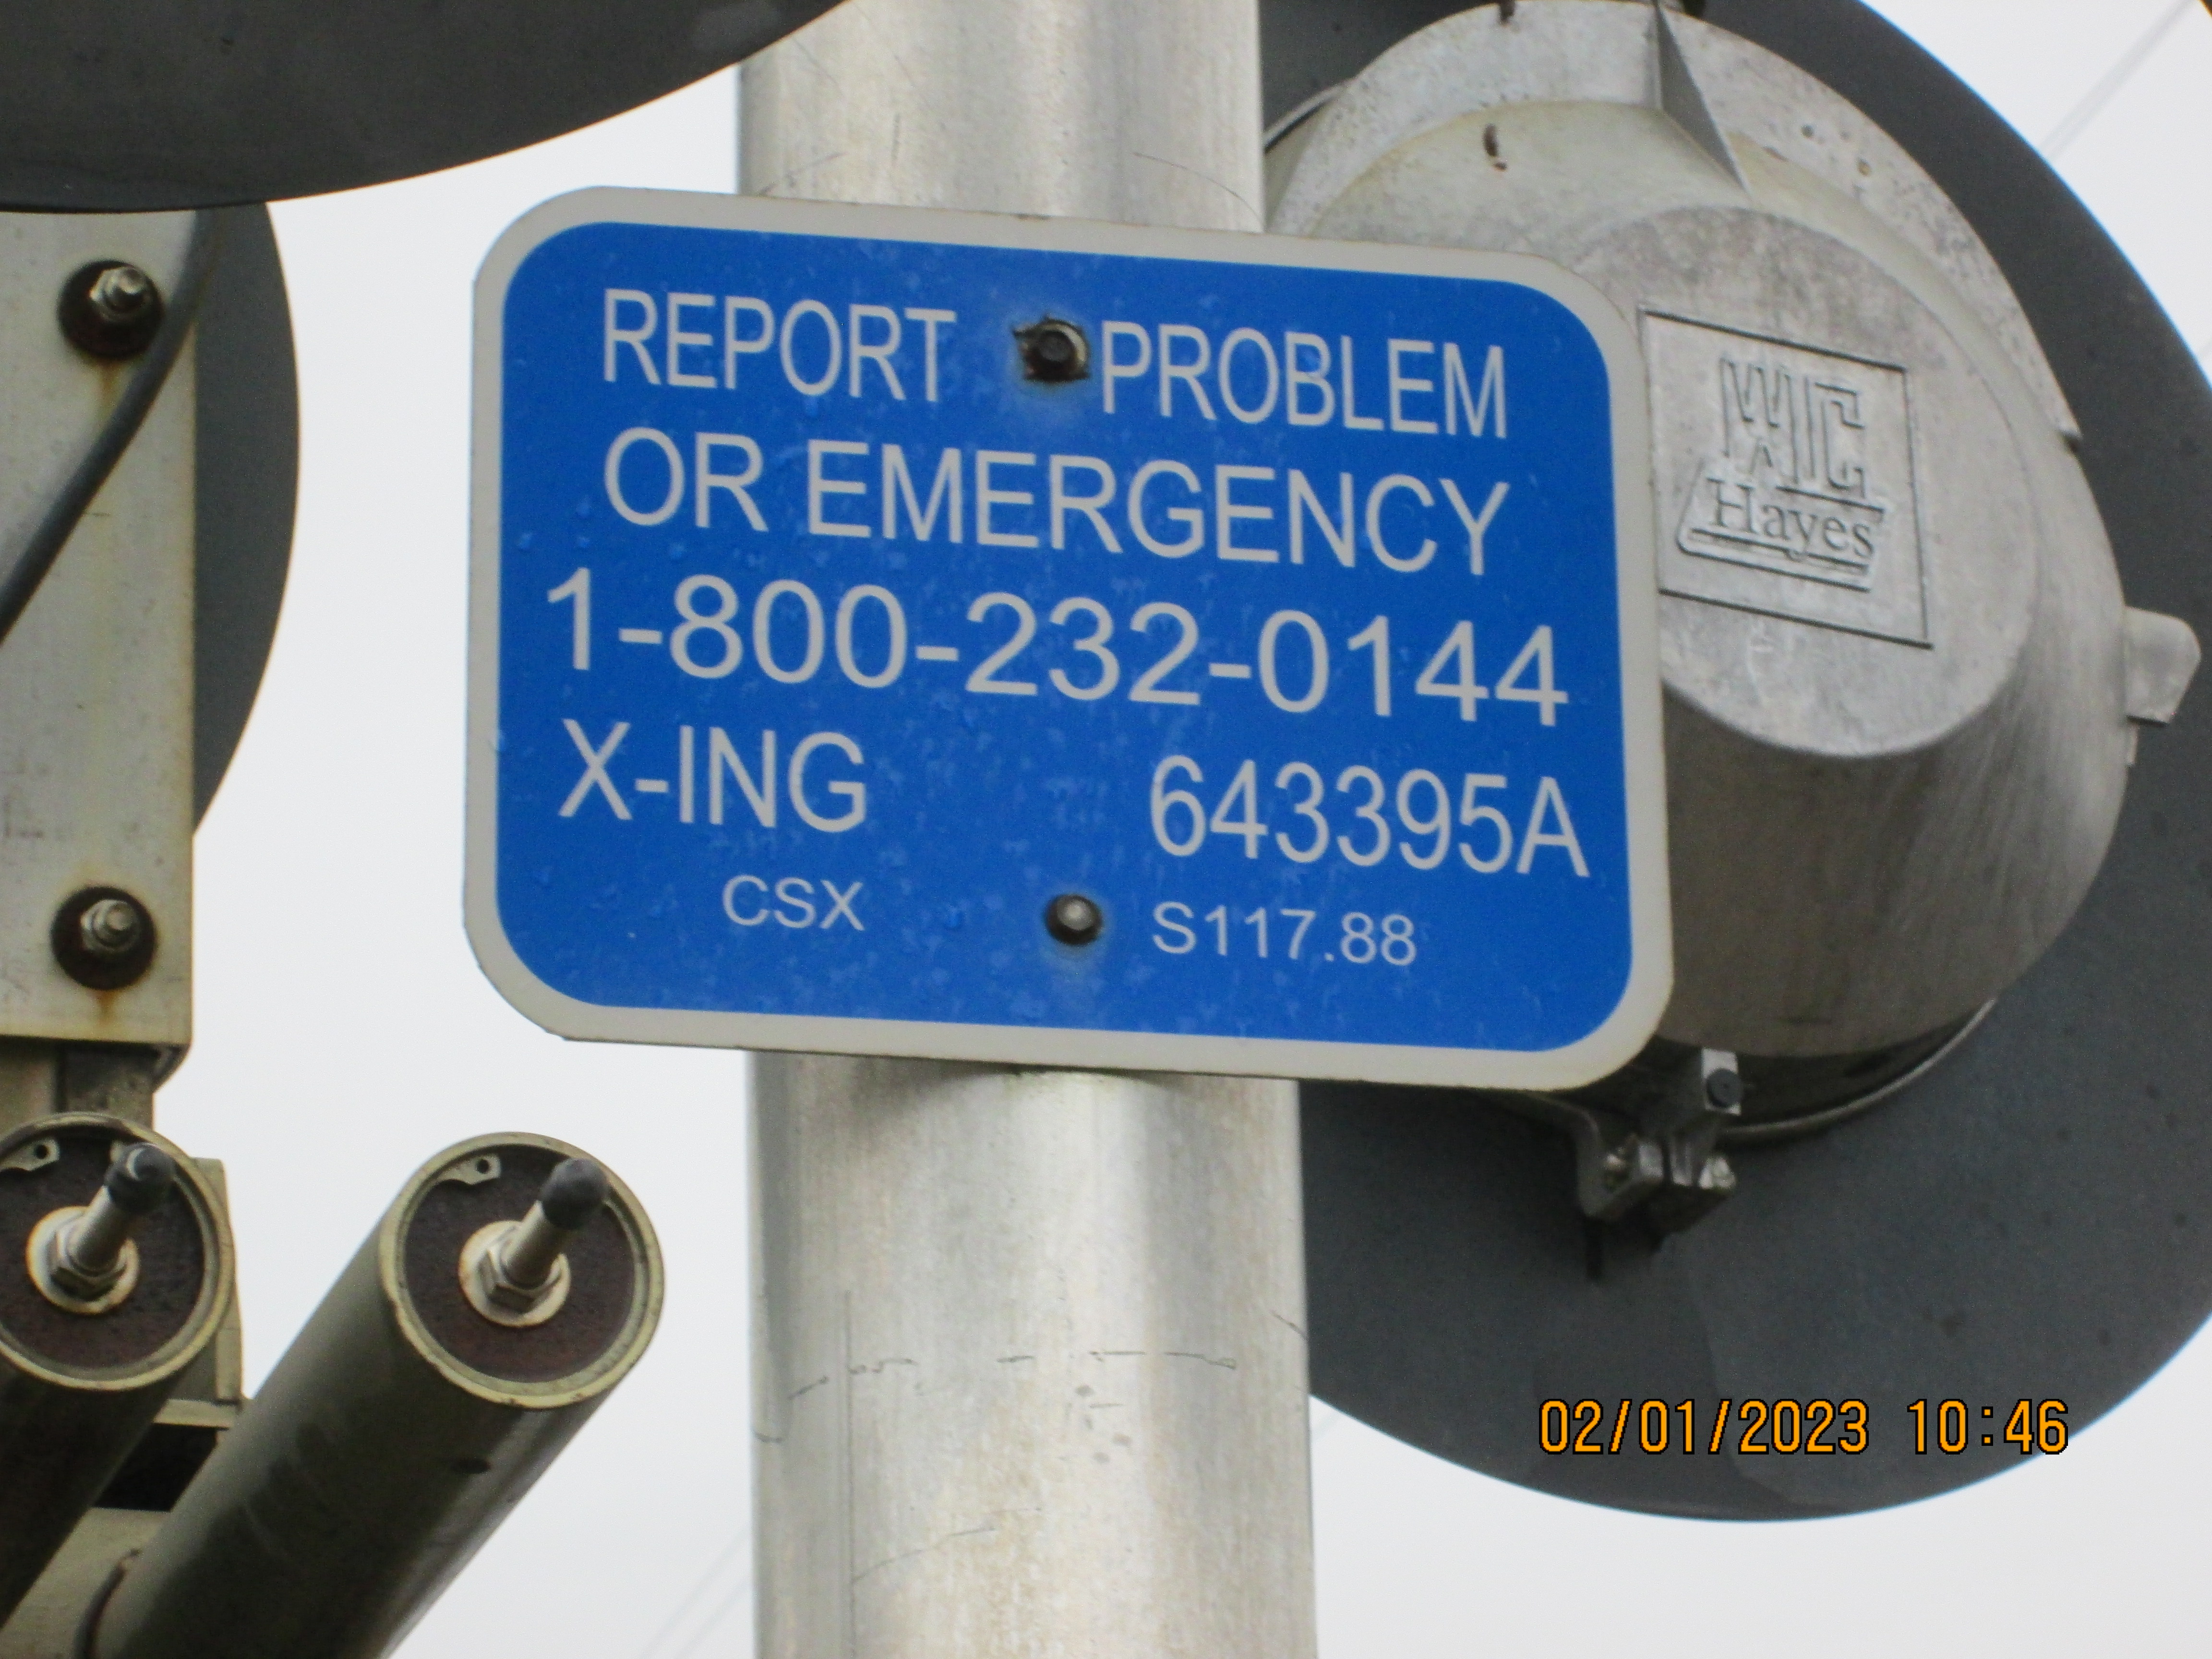 REPORT PROBLEM
OR EMERGENCY
1-800-232-0144
X-ING 643395A
CSX S117.88
WTC
Hayes
02/01/2023 10:46